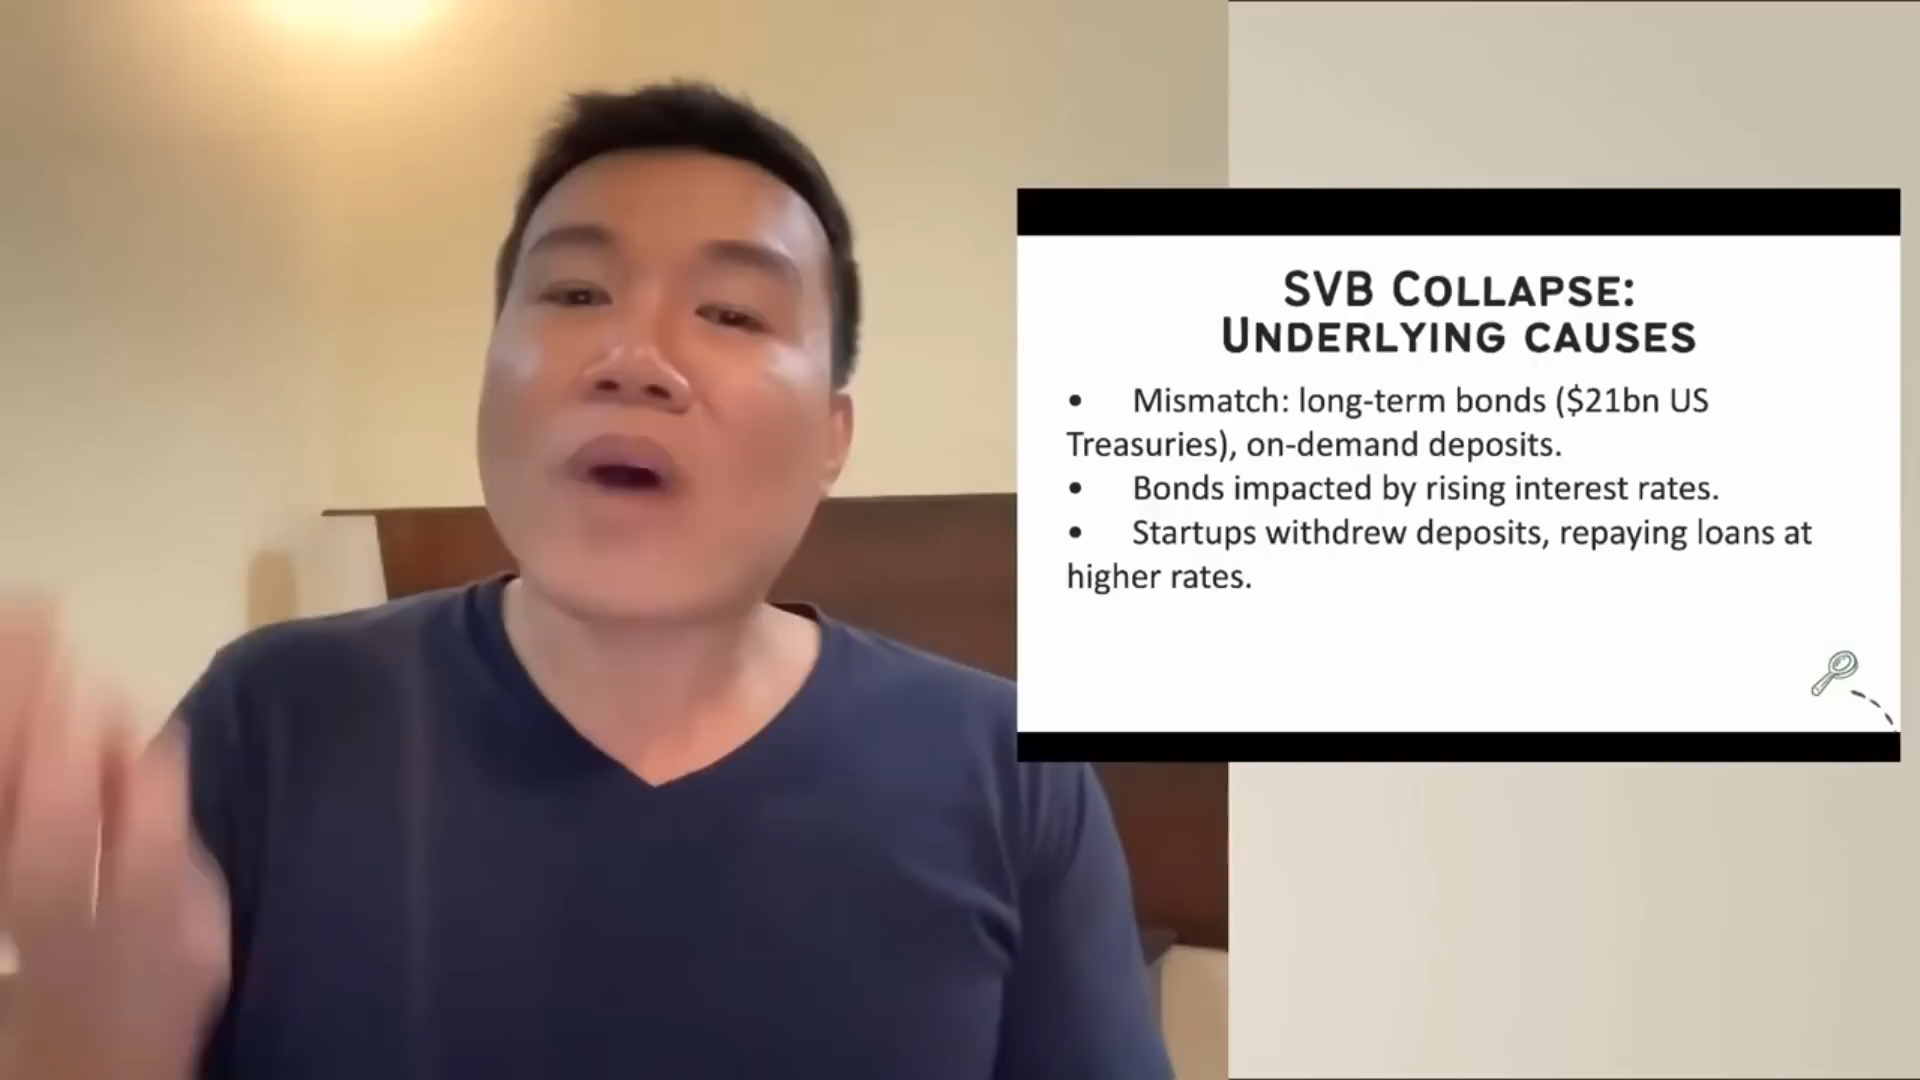 SVB COLLAPSE:
UNDERLYING CAUSES
• Mismatch: long-term bonds ($21bn US
Treasuries), on-demand deposits.
• Bonds impacted by rising interest rates.
• Startups withdrew deposits, repaying loans at
higher rates.